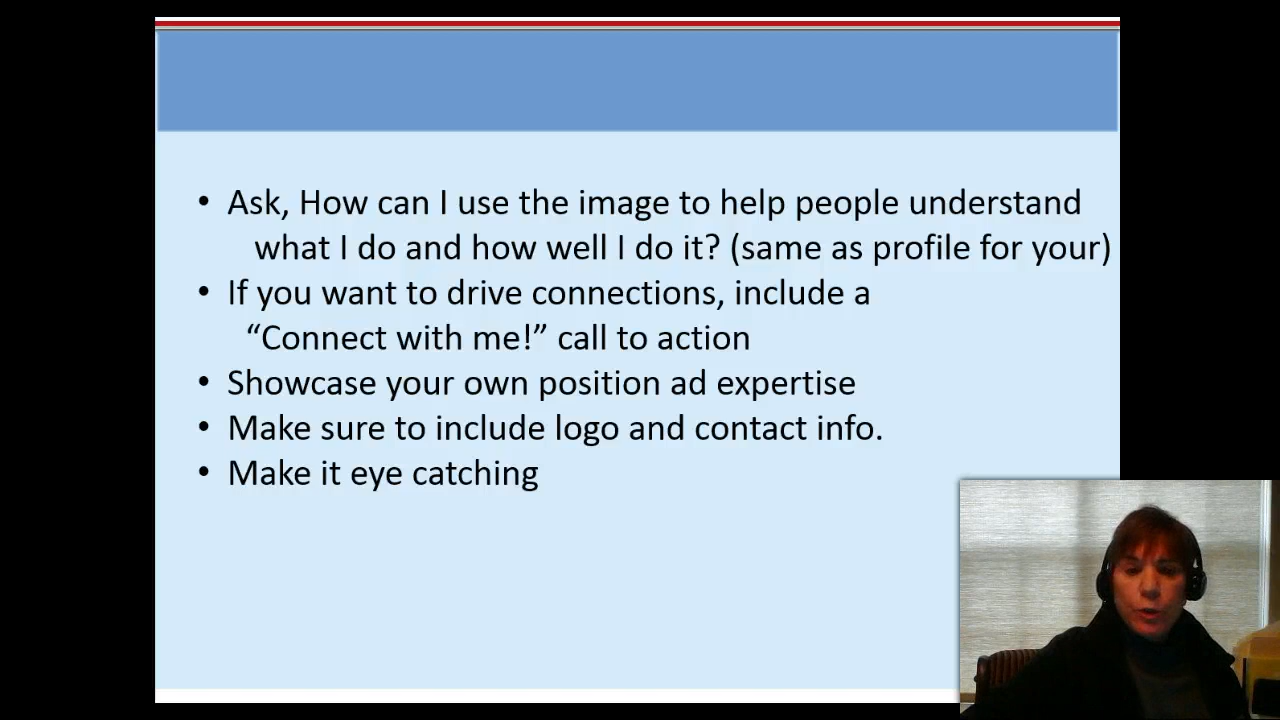 • Ask, How can I use the image to help people understand
what I do and how well I do it? (same as profile for your)
• If you want to drive connections, include a
“Connect with me!” call to action
• Showcase your own position ad expertise
• Make sure to include logo and contact info.
• Make it eye catching